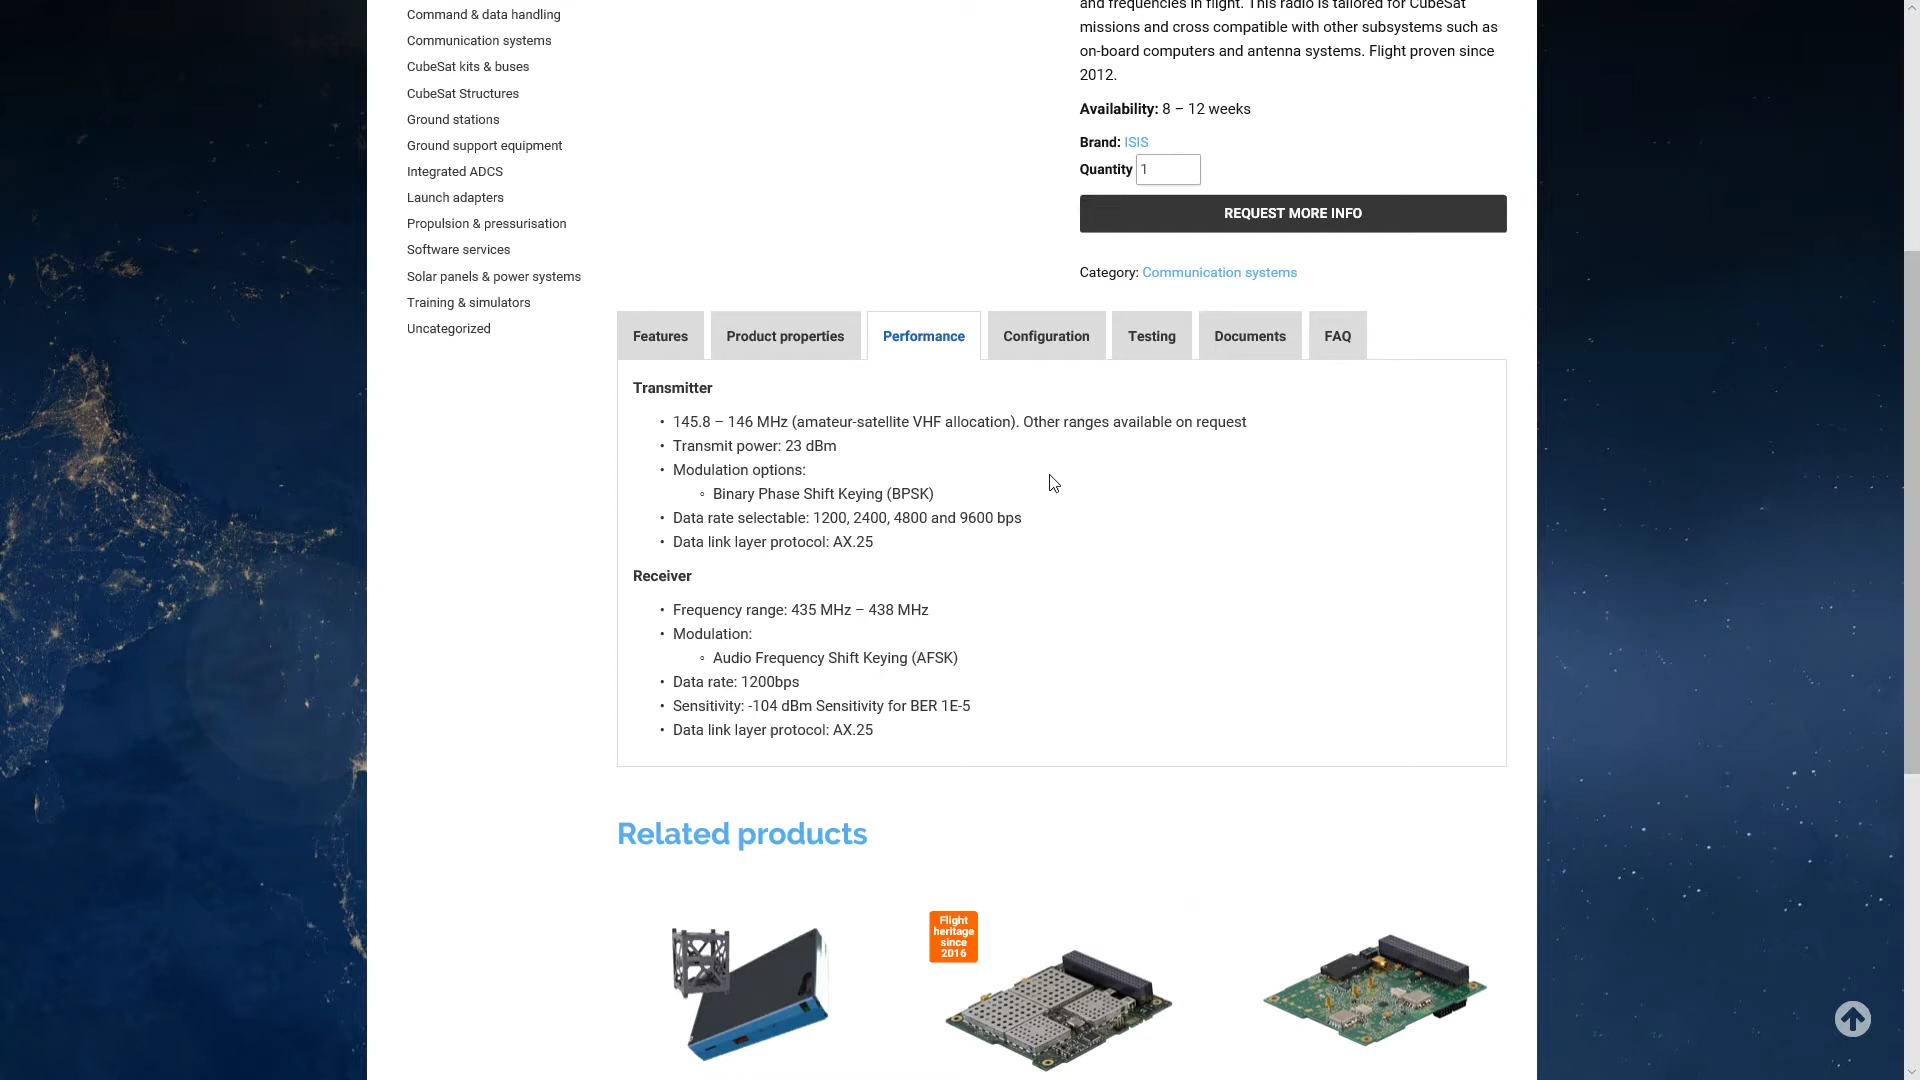 Command & data handling
Communication systems
CubeSat kits & buses
CubeSat Structures
Ground stations
Ground support equipment
Integrated ADCS
Launch adapters
Propulsion & pressurisation
Software services
Solar panels & power systems
Training & simulators
Uncategorized
and frequencies in flight. This radio is tailored for CubeSat
missions and cross compatible with other subsystems such as
on-board computers and antenna systems. Flight proven since
2012.
Availability: 8 – 12 weeks
Brand: ISIS
Quantity 1
REQUEST MORE INFO
Category: Communication systems
Features Product properties Performance Configuration Testing Documents FAQ
Transmitter
• 145.8 – 146 MHz (amateur-satellite VHF allocation). Other ranges available on request
• Transmit power: 23 dBm
• Modulation options:
◦ Binary Phase Shift Keying (BPSK)
• Data rate selectable: 1200, 2400, 4800 and 9600 bps
• Data link layer protocol: AX.25
Receiver
• Frequency range: 435 MHz – 438 MHz
• Modulation:
◦ Audio Frequency Shift Keying (AFSK)
• Data rate: 1200bps
• Sensitivity: -104 dBm Sensitivity for BER 1E-5
• Data link layer protocol: AX.25
Related products
Flight
heritage
since
2016